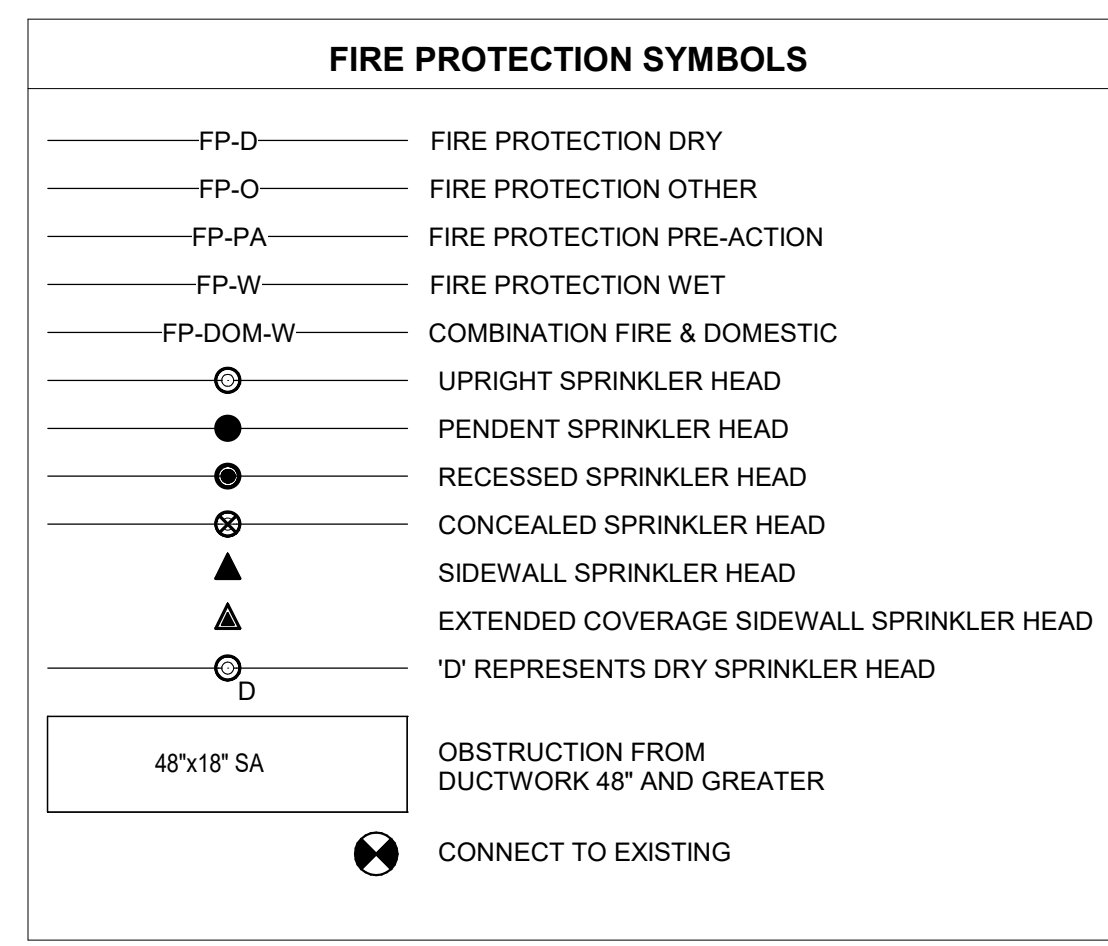 FIRE PROTECTION SYMBOLS
FP-D FIRE PROTECTION DRY
FP-O FIRE PROTECTION OTHER
FP-PA FIRE PROTECTION PRE-ACTION
FP-W FIRE PROTECTION WET
FP-DOM-W COMBINATION FIRE & DOMESTIC
UPRIGHT SPRINKLER HEAD
PENDENT SPRINKLER HEAD
RECESSED SPRINKLER HEAD
CONCEALED SPRINKLER HEAD
SIDEWALL SPRINKLER HEAD
EXTENDED COVERAGE SIDEWALL SPRINKLER HEAD
D 'D' REPRESENTS DRY SPRINKLER HEAD
48"x18" SA
OBSTRUCTION FROM
DUCTWORK 48" AND GREATER
CONNECT TO EXISTING